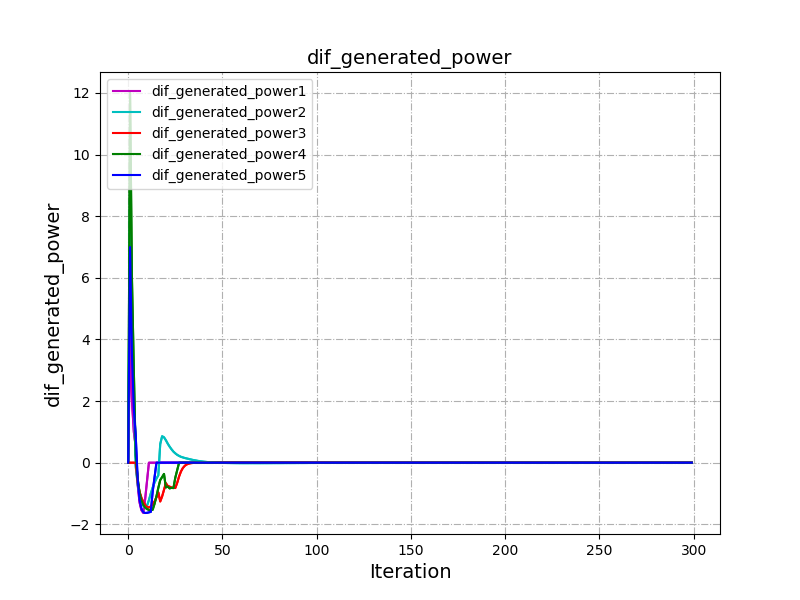 dif_generated_power
dif_generated_power
12
10
8
6
4
2
0
−2
dif_generated_power1
dif_generated_power2
dif_generated_power3
dif_generated_power4
dif_generated_power5
0 50 100 150 200 250 300
Iteration